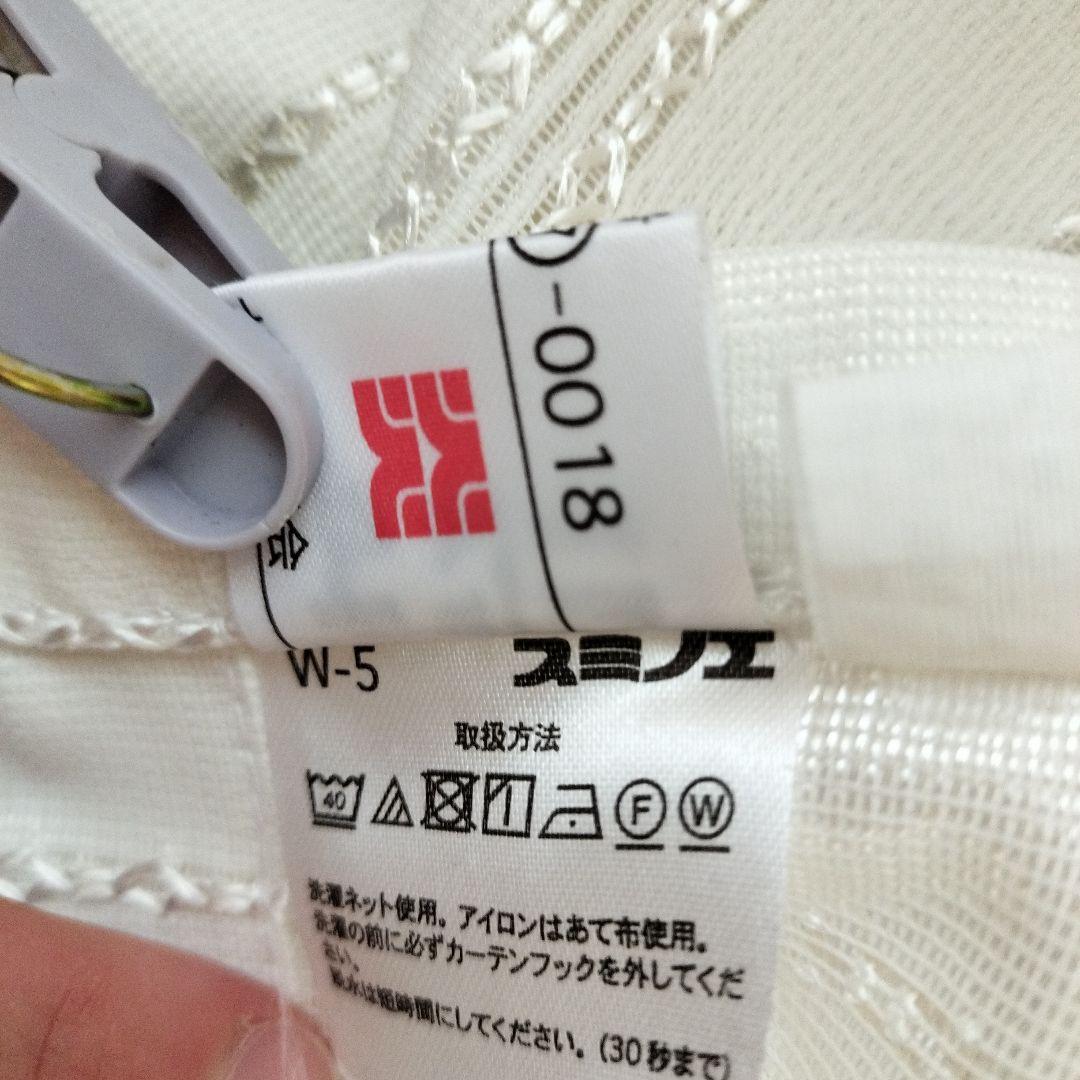 -0018
W-5
スミノエ
取扱方法
40
F W
洗濯ネット使用。アイロンはあて布使用。
洗濯の前に必ずカーテンフックを外してくだ
さい。
脱水は短時間にしてください。(30秒まで)